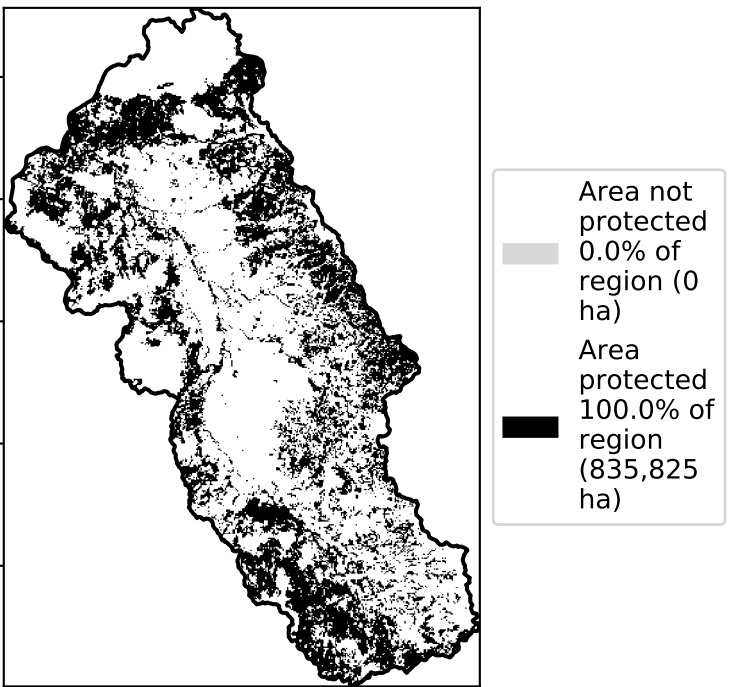 Area not
protected
0.0% of
region (0
ha)
Area
protected
100.0% of
region
(835,825
ha)